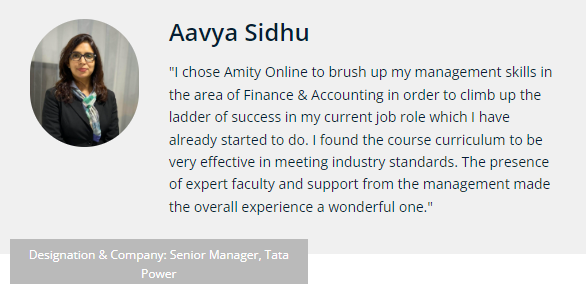 Aavya Sidhu
"I chose Amity Online to brush up my management skills in
the area of Finance & Accounting in order to climb up the
ladder of success in my current job role which I have
already started to do. I found the course curriculum to be
very effective in meeting industry standards. The presence
of expert faculty and support from the management made
the overall experience a wonderful one."
Designation & Company: Senior Manager, Tata
Power